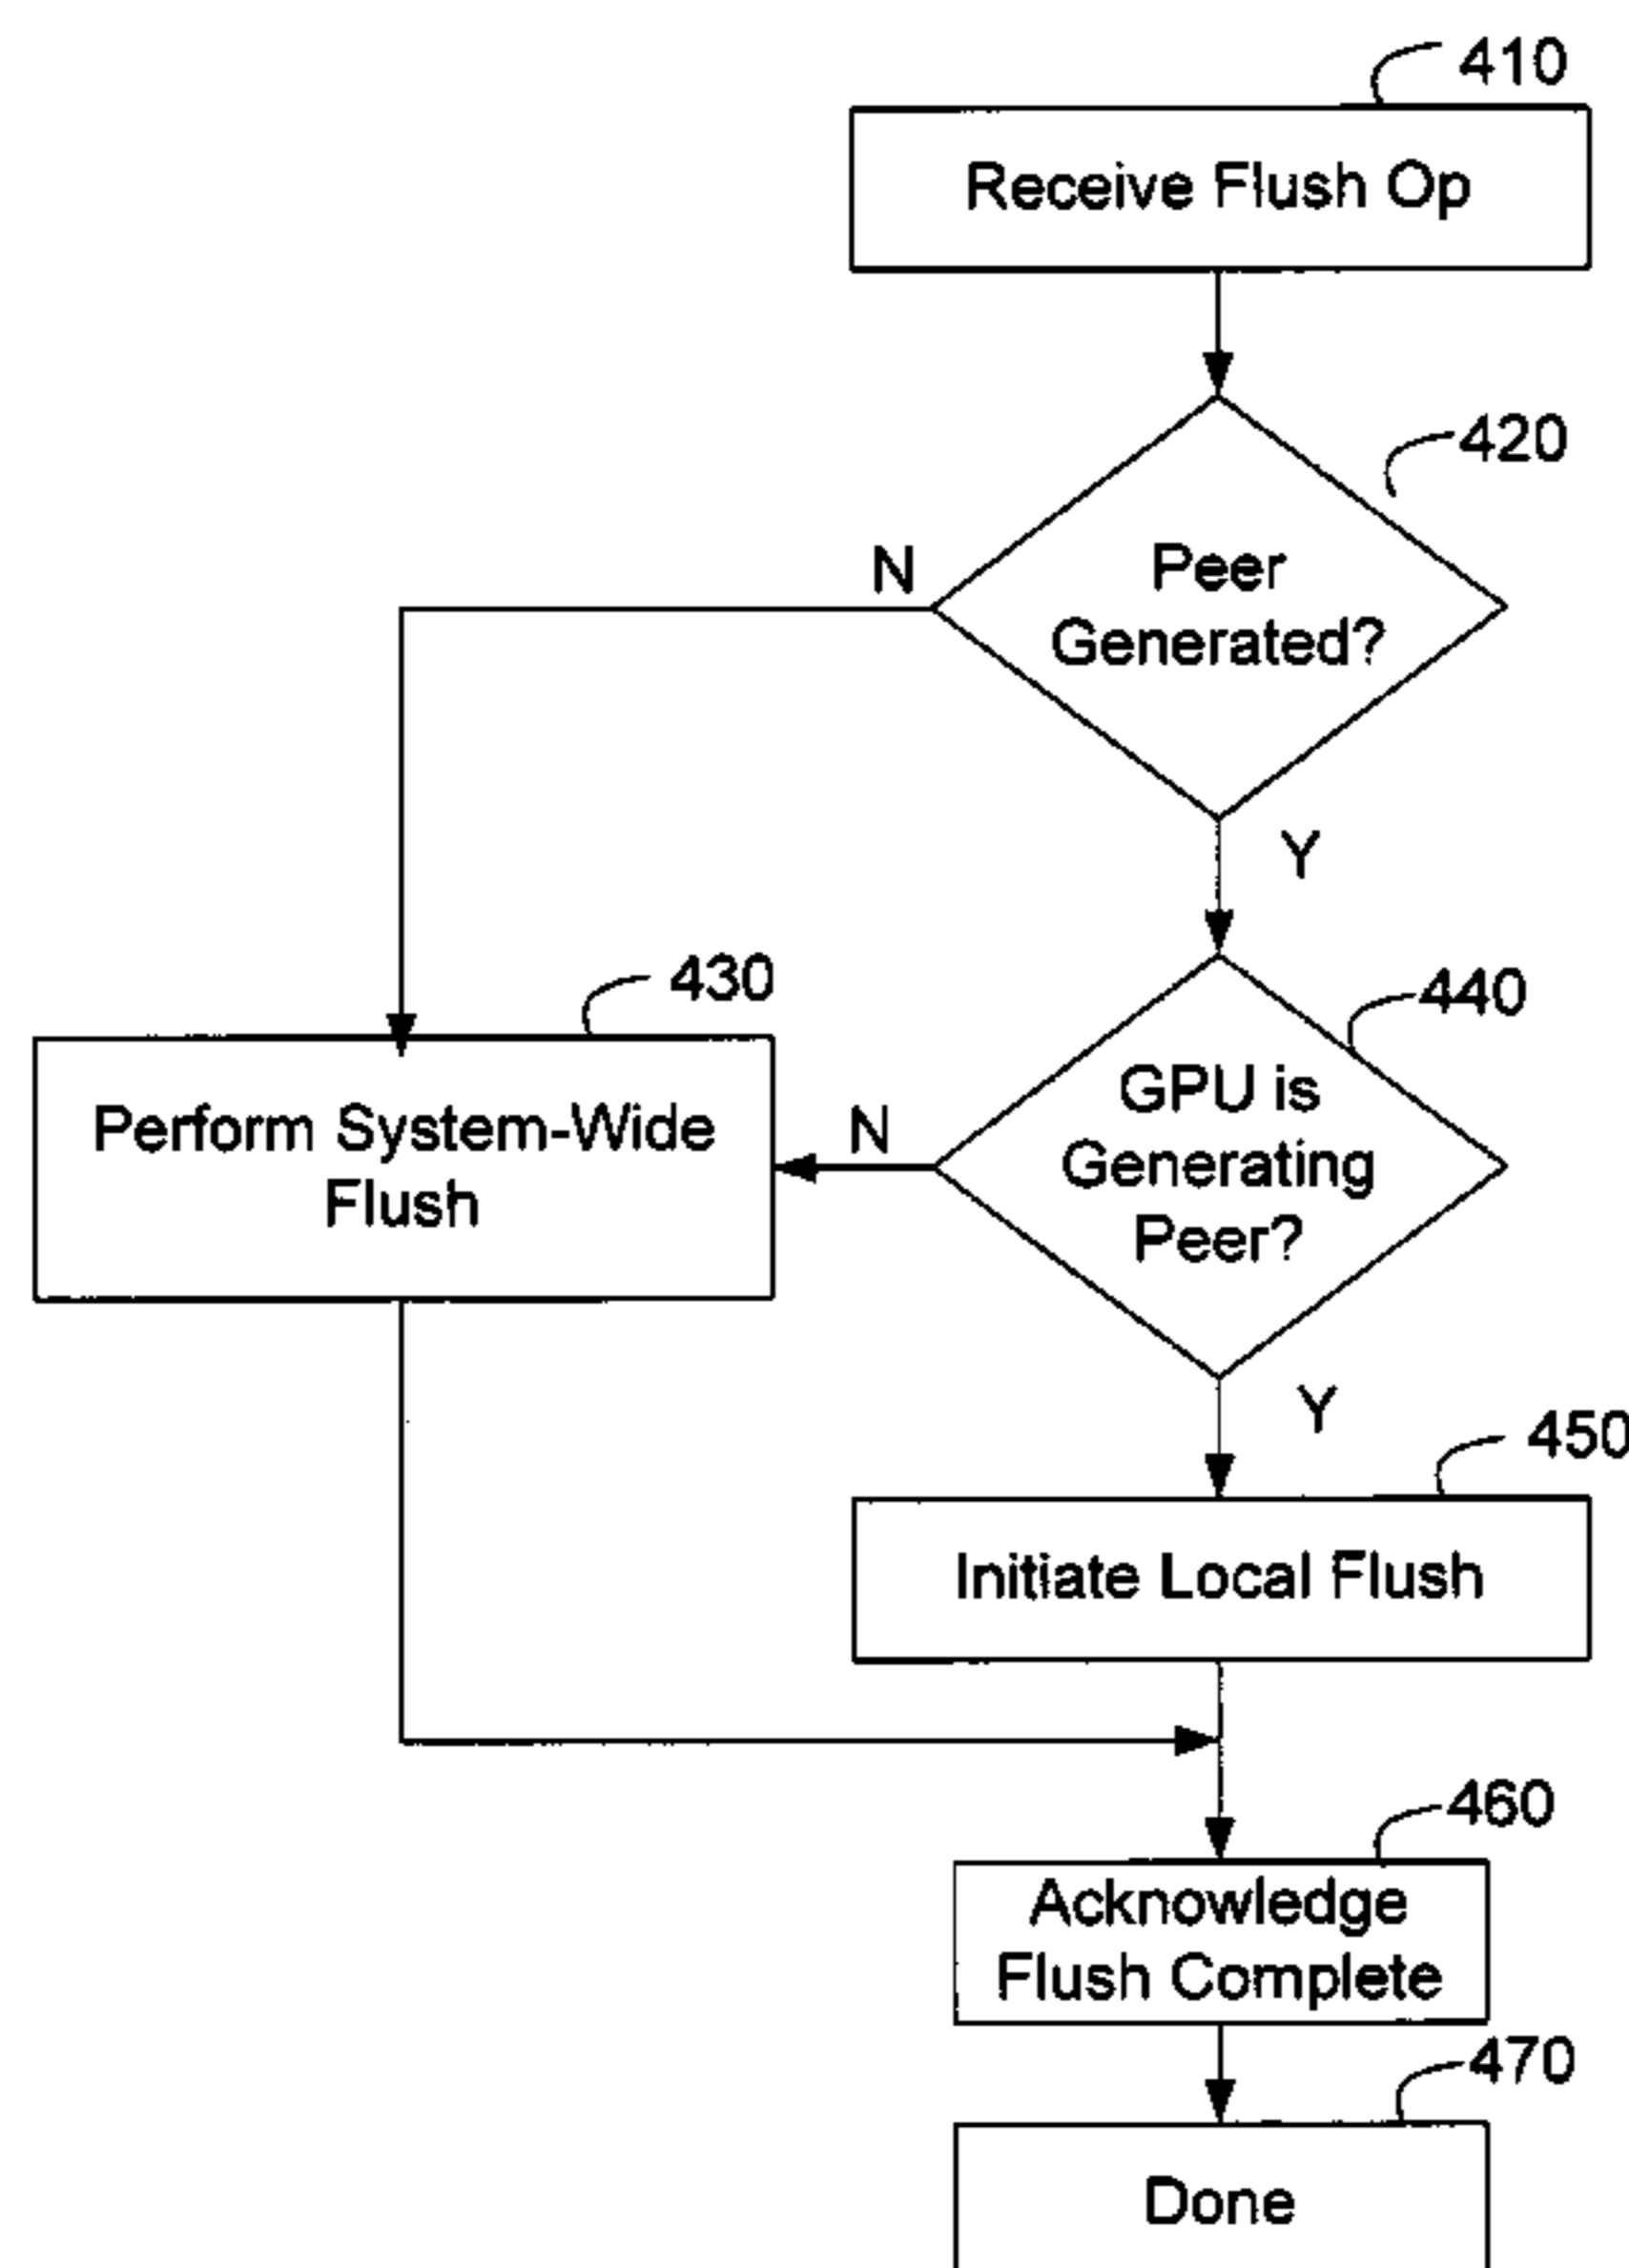 410
Receive Flush Op
420
N
Peer
Generated?
Y
430
440
Perform System-Wide
Flush
N
GPU is
Generating
Peer?
Y
450
Initiate Local Flush
460
Acknowledge
Flush Complete
470
Done